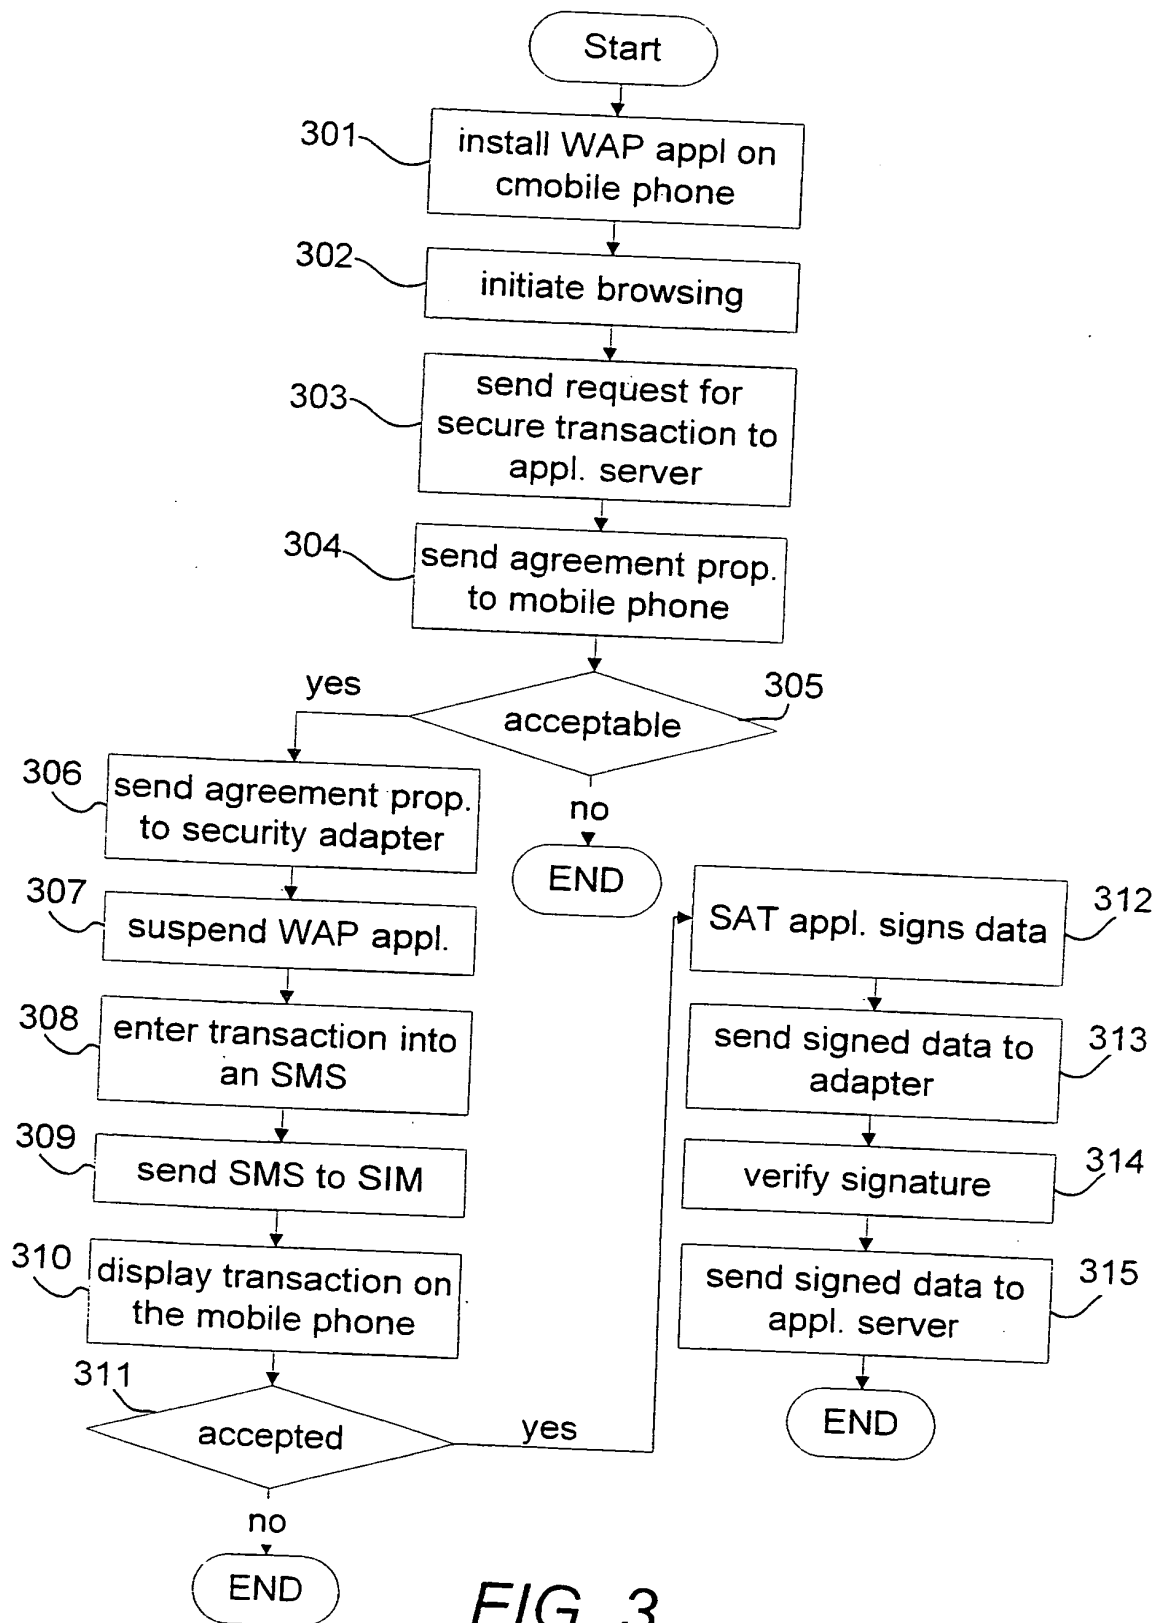 Start
301
install WAP appl on
cmobile phone
302
initiate browsing
303
send request for
secure transaction to
appl. server
304
send agreement prop.
to mobile phone
305
acceptable
yes
no
END
306
send agreement prop.
to security adapter
307
suspend WAP appl.
308
enter transaction into
an SMS
309
send SMS to SIM
310
display transaction on
the mobile phone
311
accepted
yes
no
END
312
SAT appl. signs data
313
send signed data to
adapter
314
verify signature
315
send signed data to
appl. server
END
FIG. 3